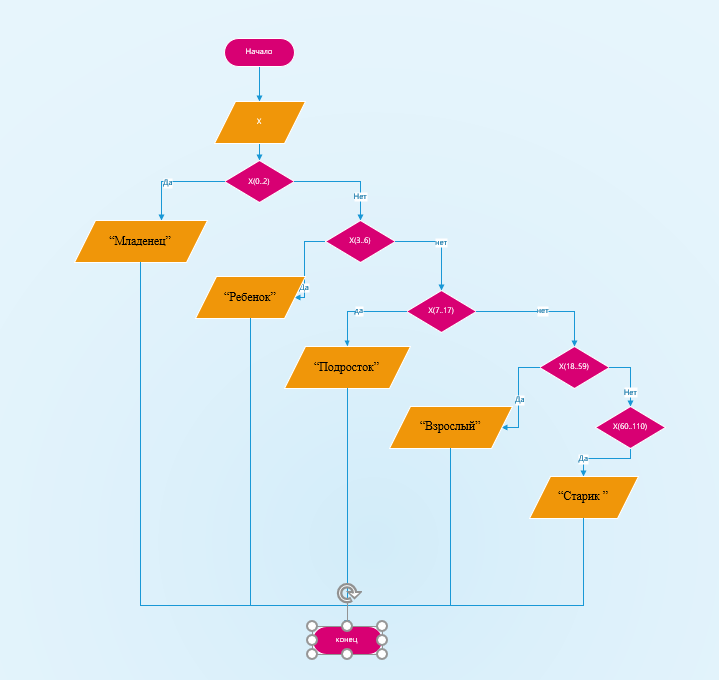 Начало
X
X(0..2)
Да
Нет
"Младенец"
X(3..6)
нет
Да
"Ребенок"
X(7..17)
да
нет
"Подросток"
X(18..59)
Да
Нет
"Взрослый"
X(60..110)
Да
"Старик "
конец